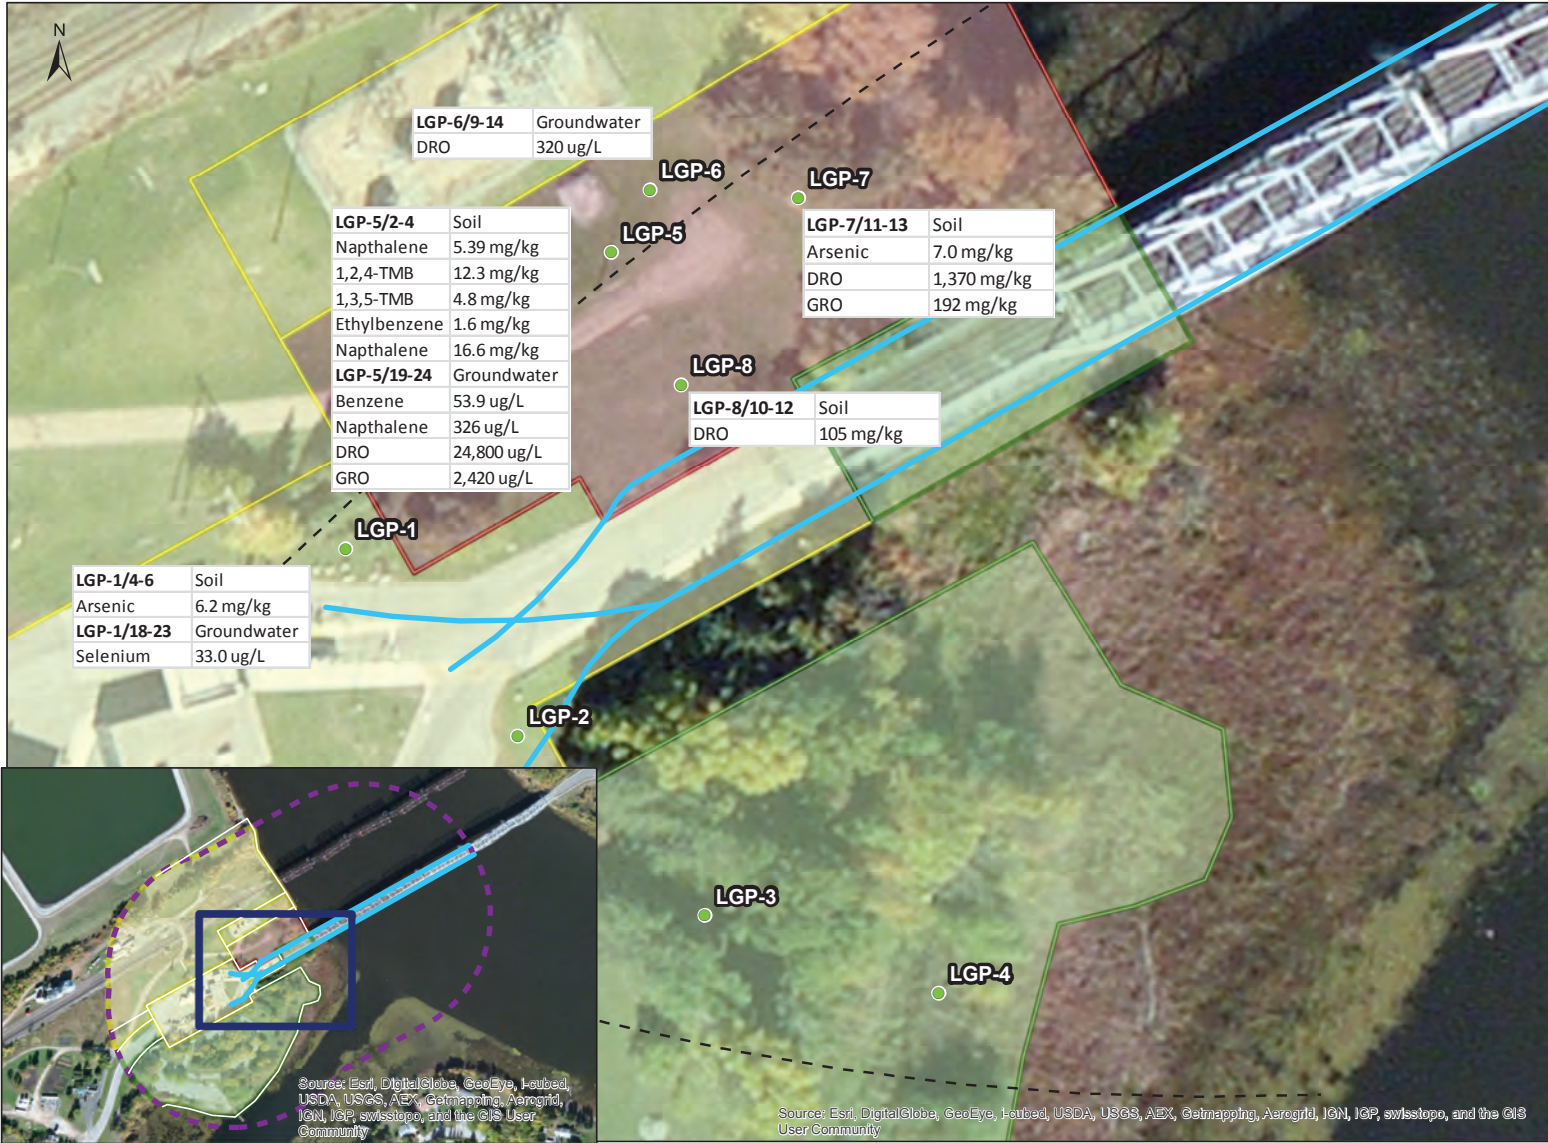 N
LGP-6/9-14 Groundwater
DRO 320 ug/L
LGP-6
LGP-7
LGP-5/2-4 Soil
Napthalene 5.39 mg/kg
1,2,4-TMB 12.3 mg/kg
1,3,5-TMB 4.8 mg/kg
Ethylbenzene 1.6 mg/kg
Napthalene 16.6 mg/kg
LGP-5/19-24 Groundwater
Benzene 53.9 ug/L
Napthalene 326 ug/L
DRO 24,800 ug/L
GRO 2,420 ug/L
LGP-5
LGP-7/11-13 Soil
Arsenic 7.0 mg/kg
DRO 1,370 mg/kg
GRO 192 mg/kg
LGP-8
LGP-8/10-12 Soil
DRO 105 mg/kg
LGP-1
LGP-1/4-6 Soil
Arsenic 6.2 mg/kg
LGP-1/18-23 Groundwater
Selenium 33.0 ug/L
LGP-2
LGP-3
LGP-4
Source: Esri, DigitalGlobe, GeoEye, i-cubed,
USDA, USGS, AEX, Getmapping, Aerogrid,
IGN, IGP, swisstopo, and the GIS User
Community
Source: Esri, DigitalGlobe, GeoEye, i-cubed, USDA, USGS, AEX, Getmapping, Aerogrid, IGN, IGP, swisstopo, and the GIS
User Community